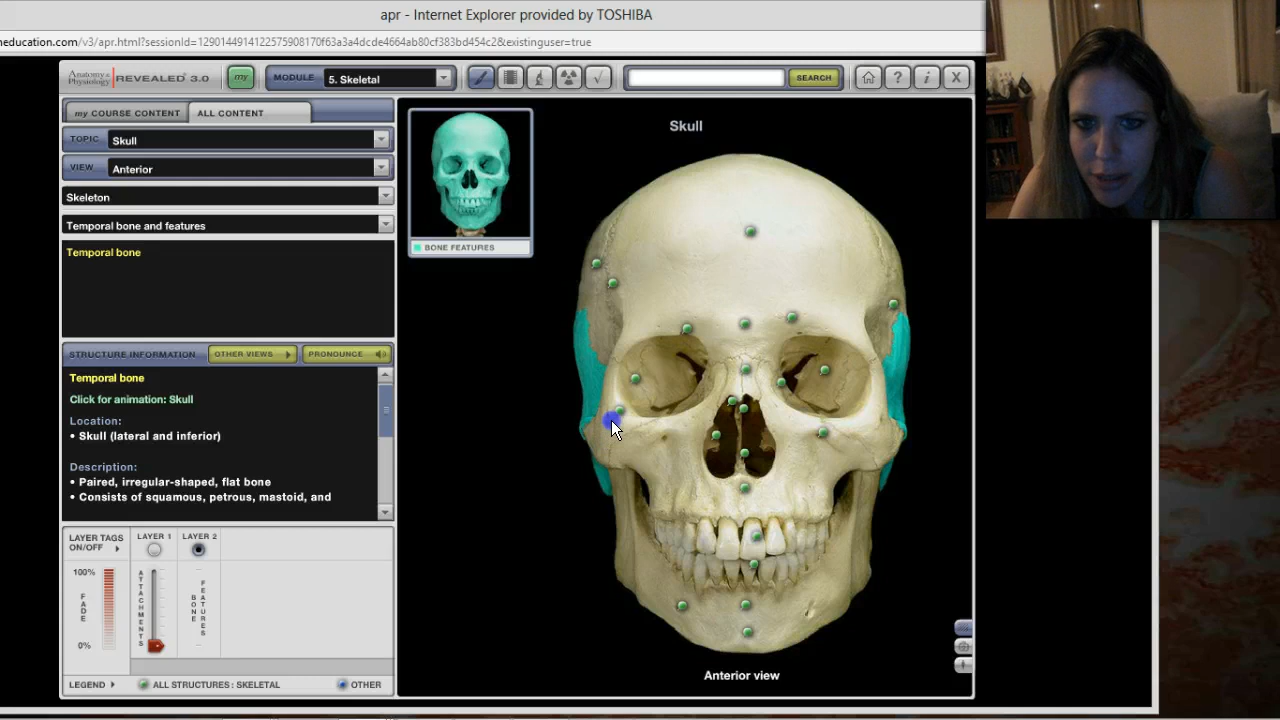 apr - Internet Explorer provided by TOSHIBA
neducation.com/v3/apr.html?sessionId=1290144914122575908170f63a3a4dcde4664ab80cf383bd454c2&existinguser=true
Anatomy & Physiology REVEALED 3.0
my
MODULE
5. Skeletal
SEARCH
? i X
my COURSE CONTENT
ALL CONTENT
TOPIC
Skull
VIEW
Anterior
Skeleton
Temporal bone and features
Temporal bone
BONE FEATURES
Skull
STRUCTURE INFORMATION
OTHER VIEWS
PRONOUNCE
Temporal bone
Click for animation: Skull
Location:
• Skull (lateral and inferior)
Description:
• Paired, irregular-shaped, flat bone
• Consists of squamous, petrous, mastoid, and
LAYER TAGS
ON/OFF
LAYER 1
LAYER 2
100%
FADE
0%
ATTACHMENTS
BONE FEATURES
LEGEND
ALL STRUCTURES : SKELETAL
OTHER
Anterior view